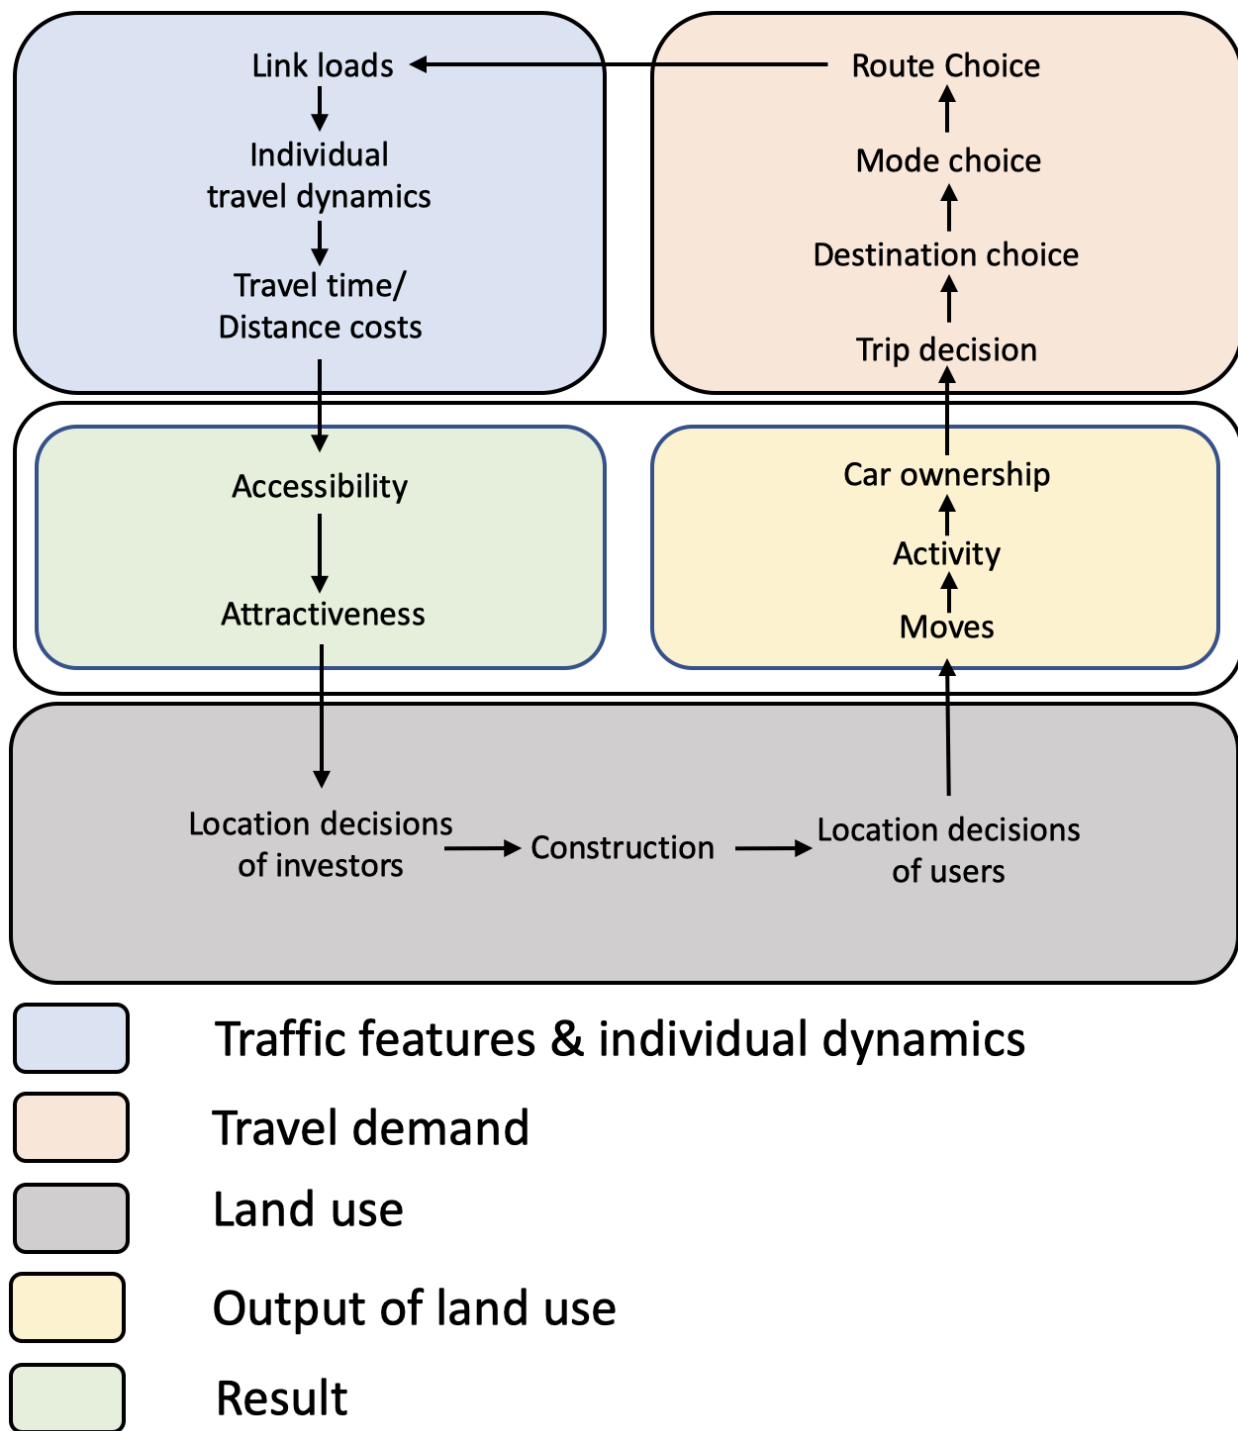 Link loads
Individual
travel dynamics
Travel time/
Distance costs
Route Choice
Mode choice
Destination choice
Trip decision
Accessibility
Attractiveness
Car ownership
Activity
Moves
Location decisions
of investors
Construction
Location decisions
of users
Traffic features & individual dynamics
Travel demand
Land use
Output of land use
Result